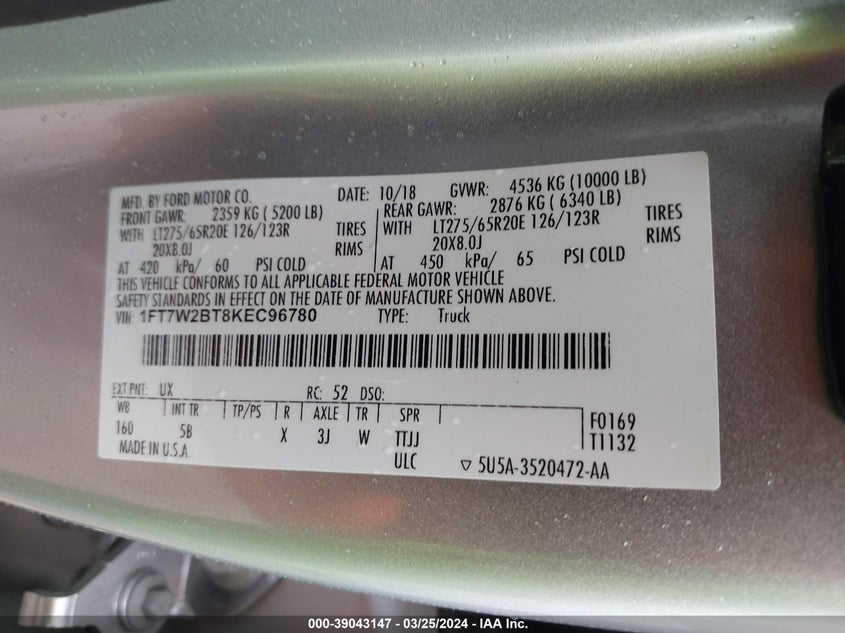 MFD. BY FORD MOTOR CO. DATE: 10/18 GVWR: 4536 KG (10000 LB)
FRONT GAWR: 2359 KG ( 5200 LB) REAR GAWR: 2876 KG ( 6340 LB)
WITH LT275/65R20E 126/123R TIRES WITH LT275/65R20E 126/123R TIRES
20X8.0J RIMS 20X8.0J RIMS
AT 420 kPa/ 60 PSI COLD AT 450 kPa/ 65 PSI COLD
THIS VEHICLE CONFORMS TO ALL APPLICABLE FEDERAL MOTOR VEHICLE
SAFETY STANDARDS IN EFFECT ON THE DATE OF MANUFACTURE SHOWN ABOVE.
VIN: 1FT7W2BT8KEC96780 TYPE: Truck
EXT PNT: UX RC: 52 DSO:
WB INT TR TP/PS R AXLE TR SPR F0169
160 5B X 3J W TTJJ T1132
MADE IN U.S.A. ULC ▽ 5U5A-3520472-AA
000-39043147 - 03/25/2024 - IAA Inc.